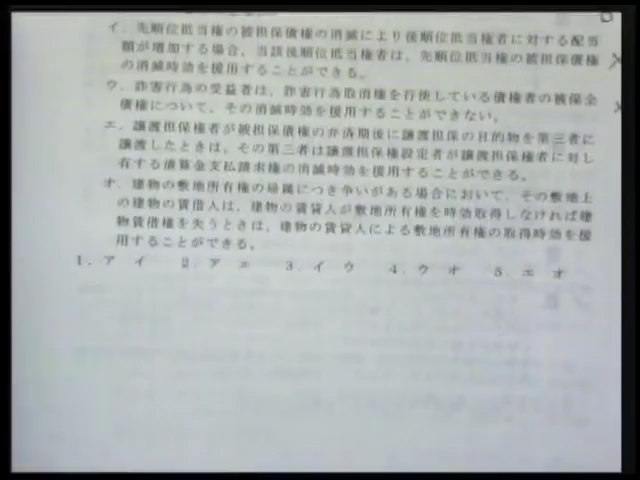 イ．先順位抵当権の被担保債権の消滅により後順位抵当権者に対する配当
額が増加する場合，当該後順位抵当権者は，先順位抵当権の被担保債権
の消滅時効を援用することができる。
ウ．詐害行為の受益者は，詐害行為取消権を行使している債権者の被保全
債権について，その消滅時効を援用することができない。
エ．譲渡担保権者が被担保債権の弁済期後に譲渡担保の目的物を第三者に
譲渡したときは，その第三者は譲渡担保権設定者が譲渡担保権者に対し
有する清算金支払請求権の消滅時効を援用することができる。
オ．建物の敷地所有権の帰属につき争いがある場合において，その敷地上
の建物の賃借人は，建物の賃貸人が敷地所有権を時効取得しなければ建
物賃借権を失うときは，建物の賃貸人による敷地所有権の取得時効を援
用することができる。
1．ア イ 2．ア エ 3．イ ウ 4．ウ オ 5．エ オ